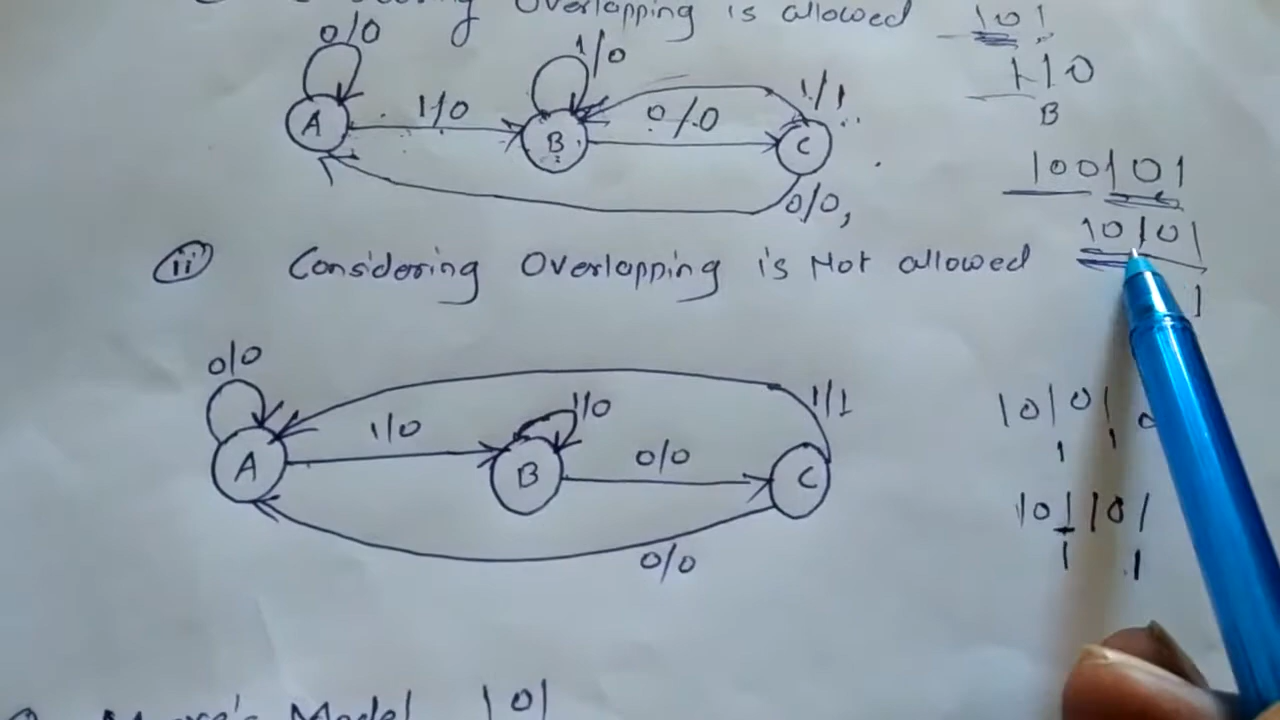 Overlapping is allowed
101
0/0
1/0
1/0
0/0
1/1
A
B
C
0/0,
110
B
100101
10101
1
ii Considering Overlapping is Not allowed
0/0
1/0
1/0
0/0
1/1
A
B
C
0/0
10101 0
1 1
101101
1 1
Model 101